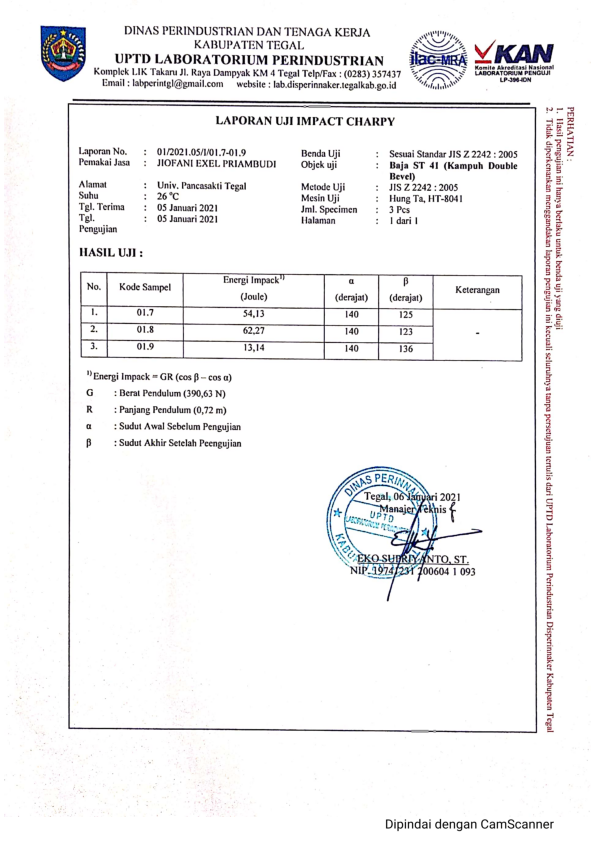 DINAS PERINDUSTRIAN DAN TENAGA KERJA
KABUPATEN TEGAL
UPTD LABORATORIUM PERINDUSTRIAN
Komplek LIK Takaru Jl. Raya Dampyak KM 4 Tegal Telp/Fax : (0283) 357437
Email : labperintgl@gmail.com website : lab.disperinnaker.tegalkab.go.id
ilac-MRA
KAN
Komite Akreditasi Nasional
LABORATORIUM PENGUJI
LP-396-IDN
LAPORAN UJI IMPACT CHARPY
Laporan No. : 01/2021.05/I/01.7-01.9
Pemakai Jasa : JIOFANI EXEL PRIAMBUDI
Alamat : Univ. Pancasakti Tegal
Suhu : 26 °C
Tgl. Terima : 05 Januari 2021
Tgl. : 05 Januari 2021
Pengujian
Benda Uji : Sesuai Standar JIS Z 2242 : 2005
Objek uji : Baja ST 41 (Kampuh Double
Bevel)
Metode Uji : JIS Z 2242 : 2005
Mesin Uji : Hung Ta, HT-8041
Jml. Specimen : 3 Pcs
Halaman : 1 dari 1
HASIL UJI :
No. Kode Sampel Energi Impack1) (Joule) α (derajat) β (derajat) Keterangan
1. 01.7 54,13 140 125
2. 01.8 62,27 140 123 -
3. 01.9 13,14 140 136
1) Energi Impack = GR (cos β – cos α)
G : Berat Pendulum (390,63 N)
R : Panjang Pendulum (0,72 m)
α : Sudut Awal Sebelum Pengujian
β : Sudut Akhir Setelah Peengujian
Tegal, 06 Januari 2021
Manajer Teknis
DINAS PERINNA
UPTD
KABUPATEN
EKO SUPRIYANTO, ST.
NIP. 19741231 200604 1 093
PERHATIAN :
1. Hasil pengujian ini hanya berlaku untuk benda uji yang diuji
2. Tidak diperkenankan menggandakan laporan pengujian ini kecuali seluruhnya tanpa persetujuan tertulis dari UPTD Laboratorium Perindustrian Disperinnaker Kabupaten Tegal
Dipindai dengan CamScanner